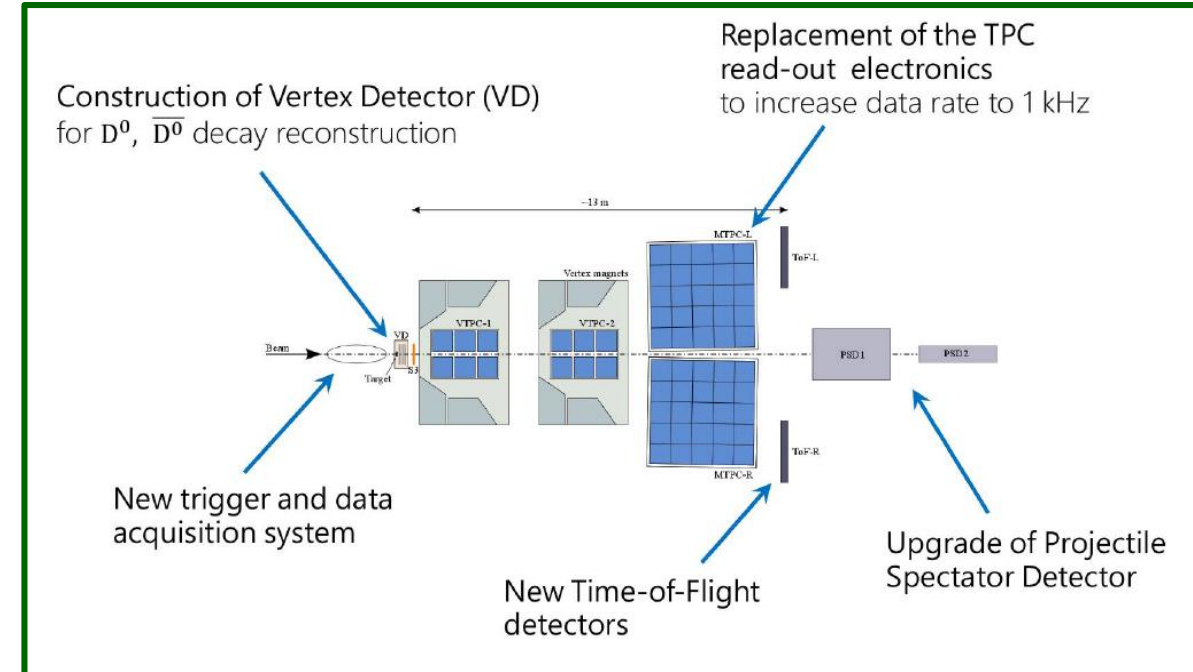 Replacement of the TPC
read-out electronics
to increase data rate to 1 kHz
Construction of Vertex Detector (VD)
for D⁰, D̅⁰ decay reconstruction
~13 m
MTPC-L
ToF-L
Vertex magnets
VTPC-1
VTPC-2
VD
Beam
Target
S3
PSD1
PSD2
ToF-R
MTPC-R
New trigger and data
acquisition system
Upgrade of Projectile
Spectator Detector
New Time-of-Flight
detectors